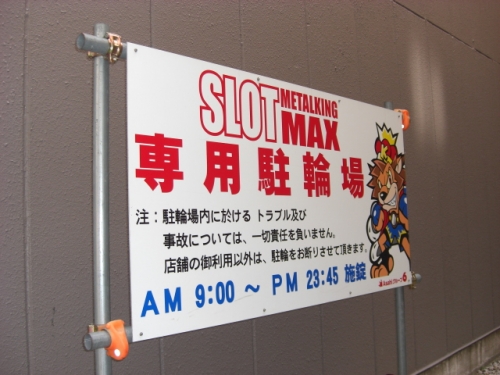 SLOT METALKING
MAX
専用駐輪場
注：駐輪場内に於ける トラブル及び
事故については、一切責任を負いません。
店舗の御利用以外は、駐輪をお断りさせて頂きます。
AM 9:00 〜 PM 23:45 施錠